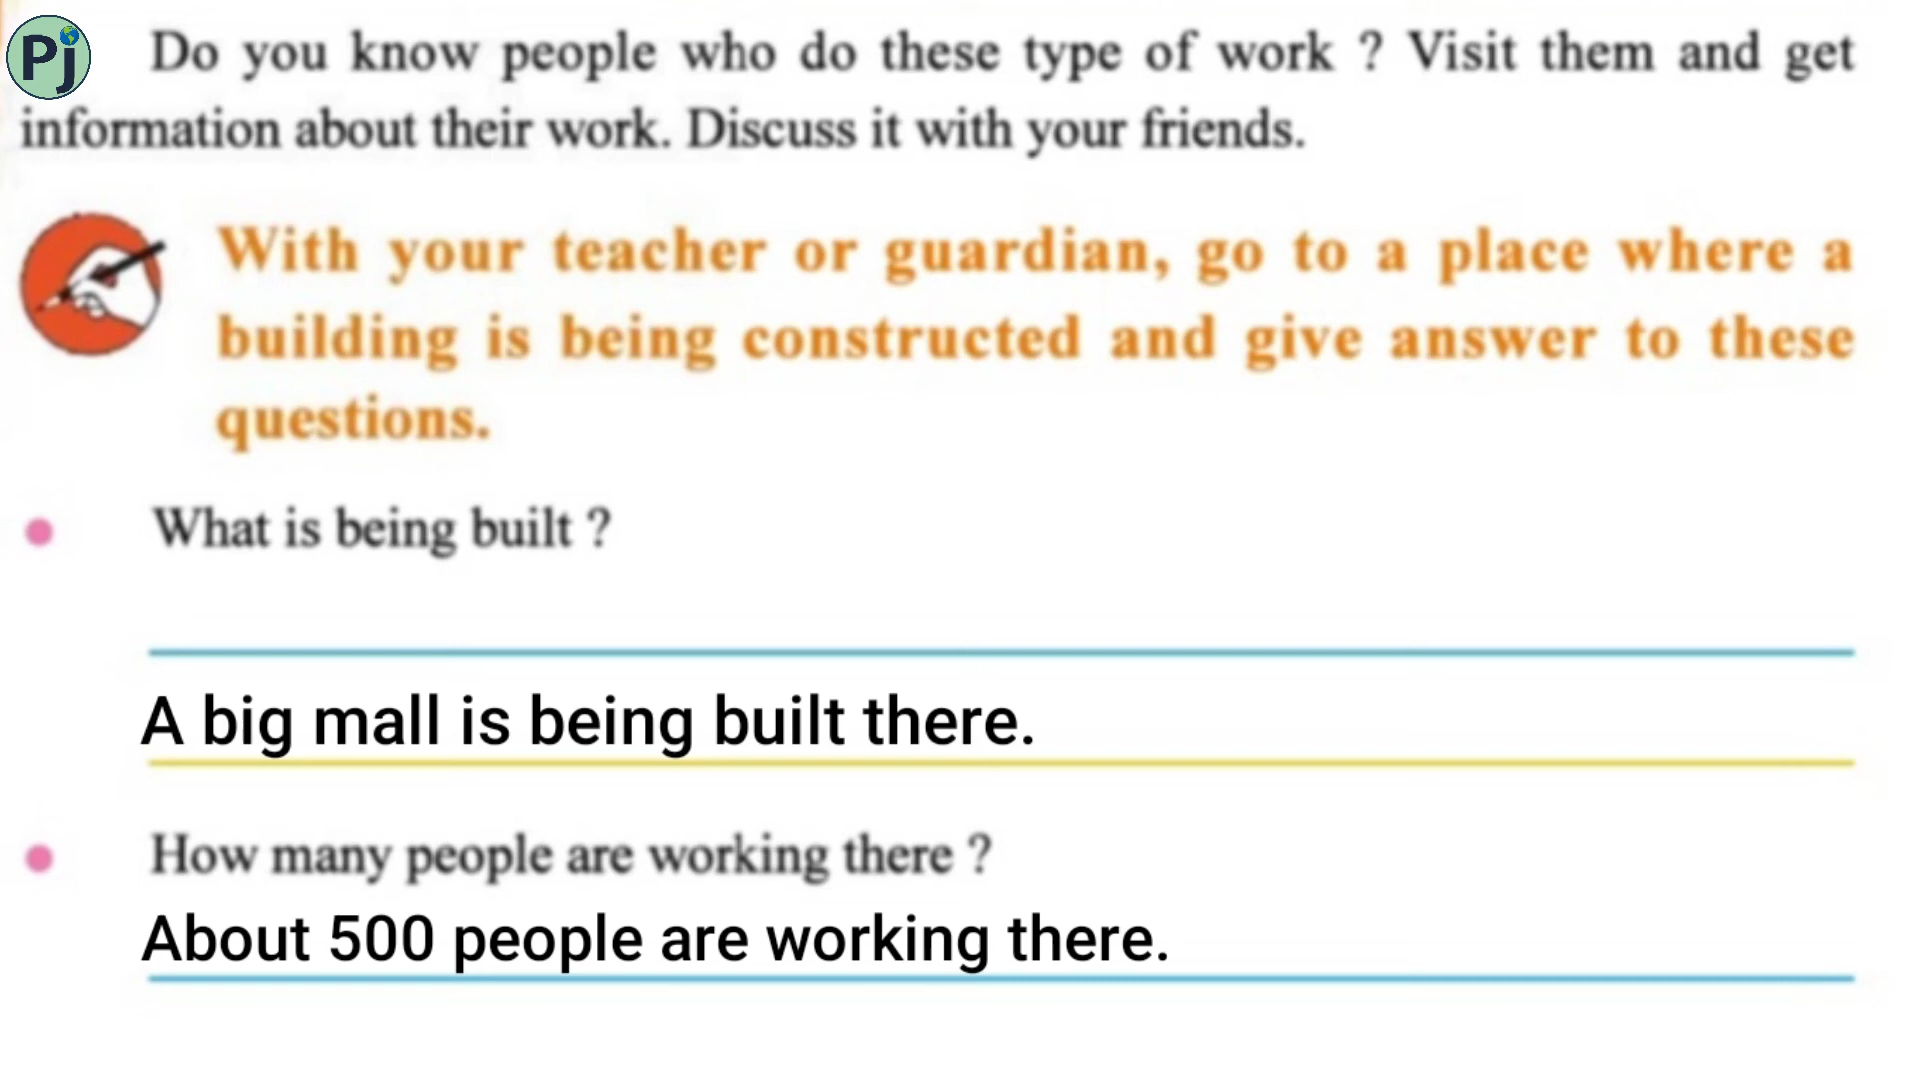 Pj
Do you know people who do these type of work ? Visit them and get
information about their work. Discuss it with your friends.
With your teacher or guardian, go to a place where a
building is being constructed and give answer to these
questions.
What is being built ?
A big mall is being built there.
How many people are working there ?
About 500 people are working there.